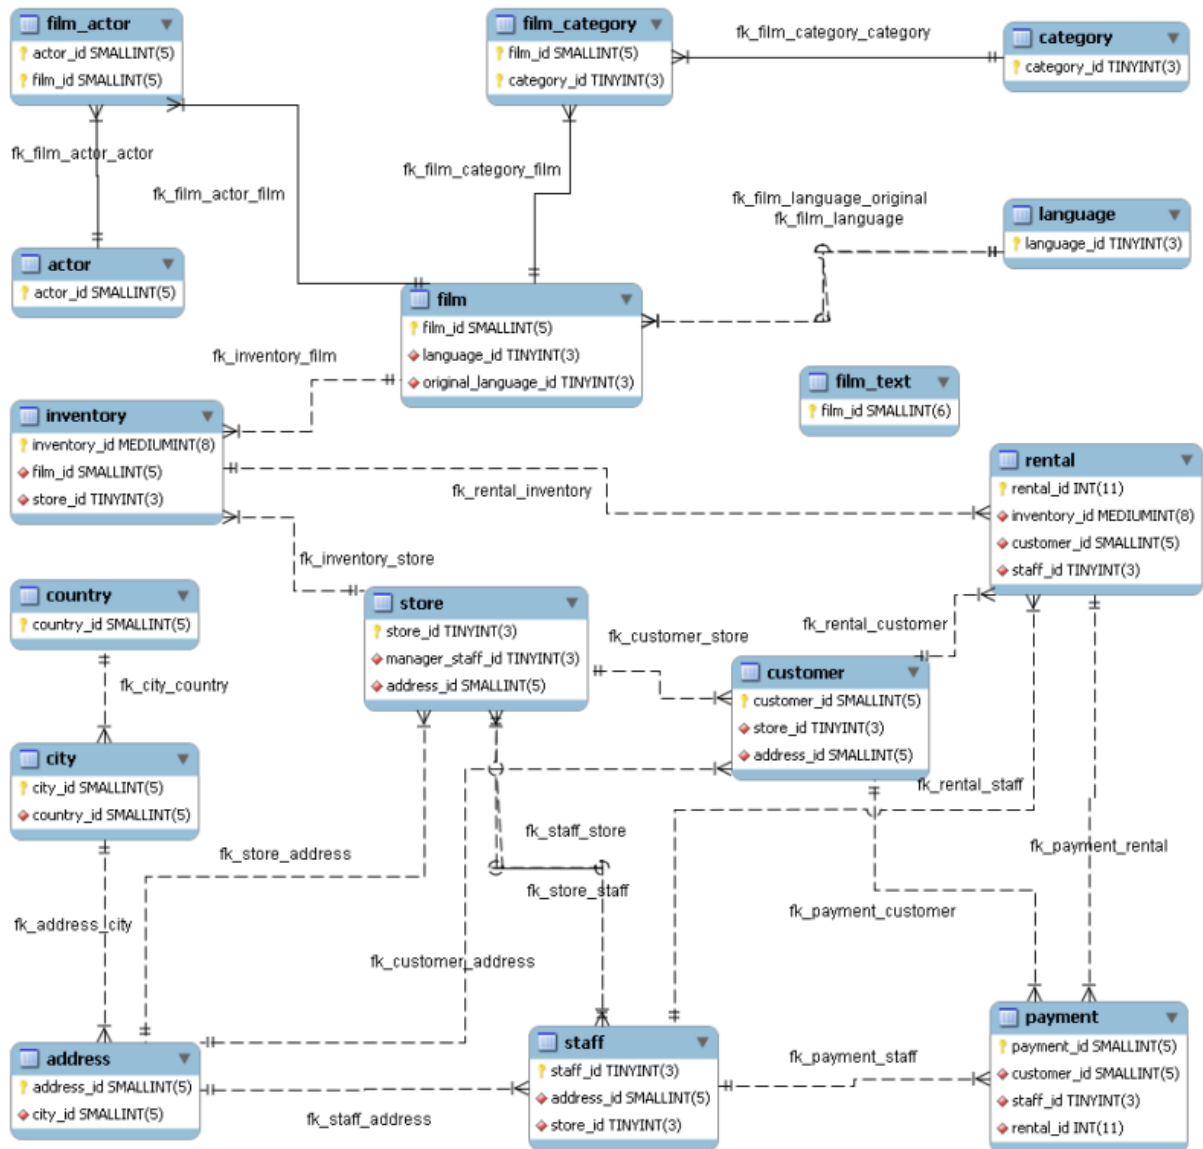 film_actor
actor_id SMALLINT(5)
film_id SMALLINT(5)
film_category
film_id SMALLINT(5)
category_id TINYINT(3)
fk_film_category_category
category
category_id TINYINT(3)
fk_film_actor_actor
fk_film_actor_film
fk_film_category_film
fk_film_language_original
fk_film_language
language
language_id TINYINT(3)
actor
actor_id SMALLINT(5)
film
film_id SMALLINT(5)
language_id TINYINT(3)
original_language_id TINYINT(3)
fk_inventory_film
film_text
film_id SMALLINT(6)
inventory
inventory_id MEDIUMINT(8)
film_id SMALLINT(5)
store_id TINYINT(3)
fk_rental_inventory
rental
rental_id INT(11)
inventory_id MEDIUMINT(8)
customer_id SMALLINT(5)
staff_id TINYINT(3)
fk_inventory_store
country
country_id SMALLINT(5)
store
store_id TINYINT(3)
manager_staff_id TINYINT(3)
address_id SMALLINT(5)
fk_customer_store
fk_rental_customer
customer
customer_id SMALLINT(5)
store_id TINYINT(3)
address_id SMALLINT(5)
fk_city_country
city
city_id SMALLINT(5)
country_id SMALLINT(5)
fk_rental_staff
fk_staff_store
fk_store_address
fk_payment_rental
fk_store_staff
fk_payment_customer
fk_address_city
fk_customer_address
address
address_id SMALLINT(5)
city_id SMALLINT(5)
fk_staff_address
staff
staff_id TINYINT(3)
address_id SMALLINT(5)
store_id TINYINT(3)
fk_payment_staff
payment
payment_id SMALLINT(5)
customer_id SMALLINT(5)
staff_id TINYINT(3)
rental_id INT(11)